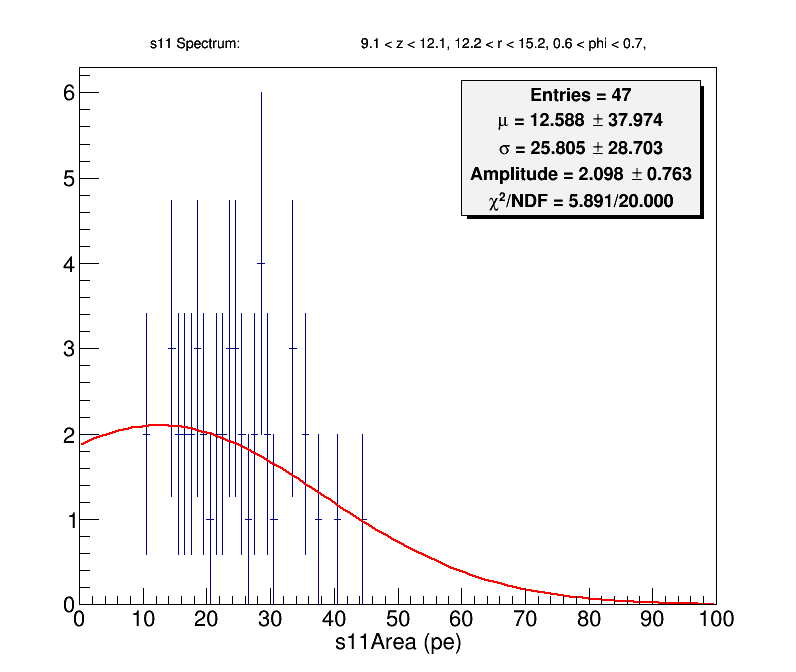 s11 Spectrum: 9.1 < z < 12.1, 12.2 < r < 15.2, 0.6 < phi < 0.7,
Entries = 47
μ = 12.588 ± 37.974
σ = 25.805 ± 28.703
Amplitude = 2.098 ± 0.763
χ²/NDF = 5.891/20.000
6
5
4
3
2
1
0
0 10 20 30 40 50 60 70 80 90 100
s11Area (pe)